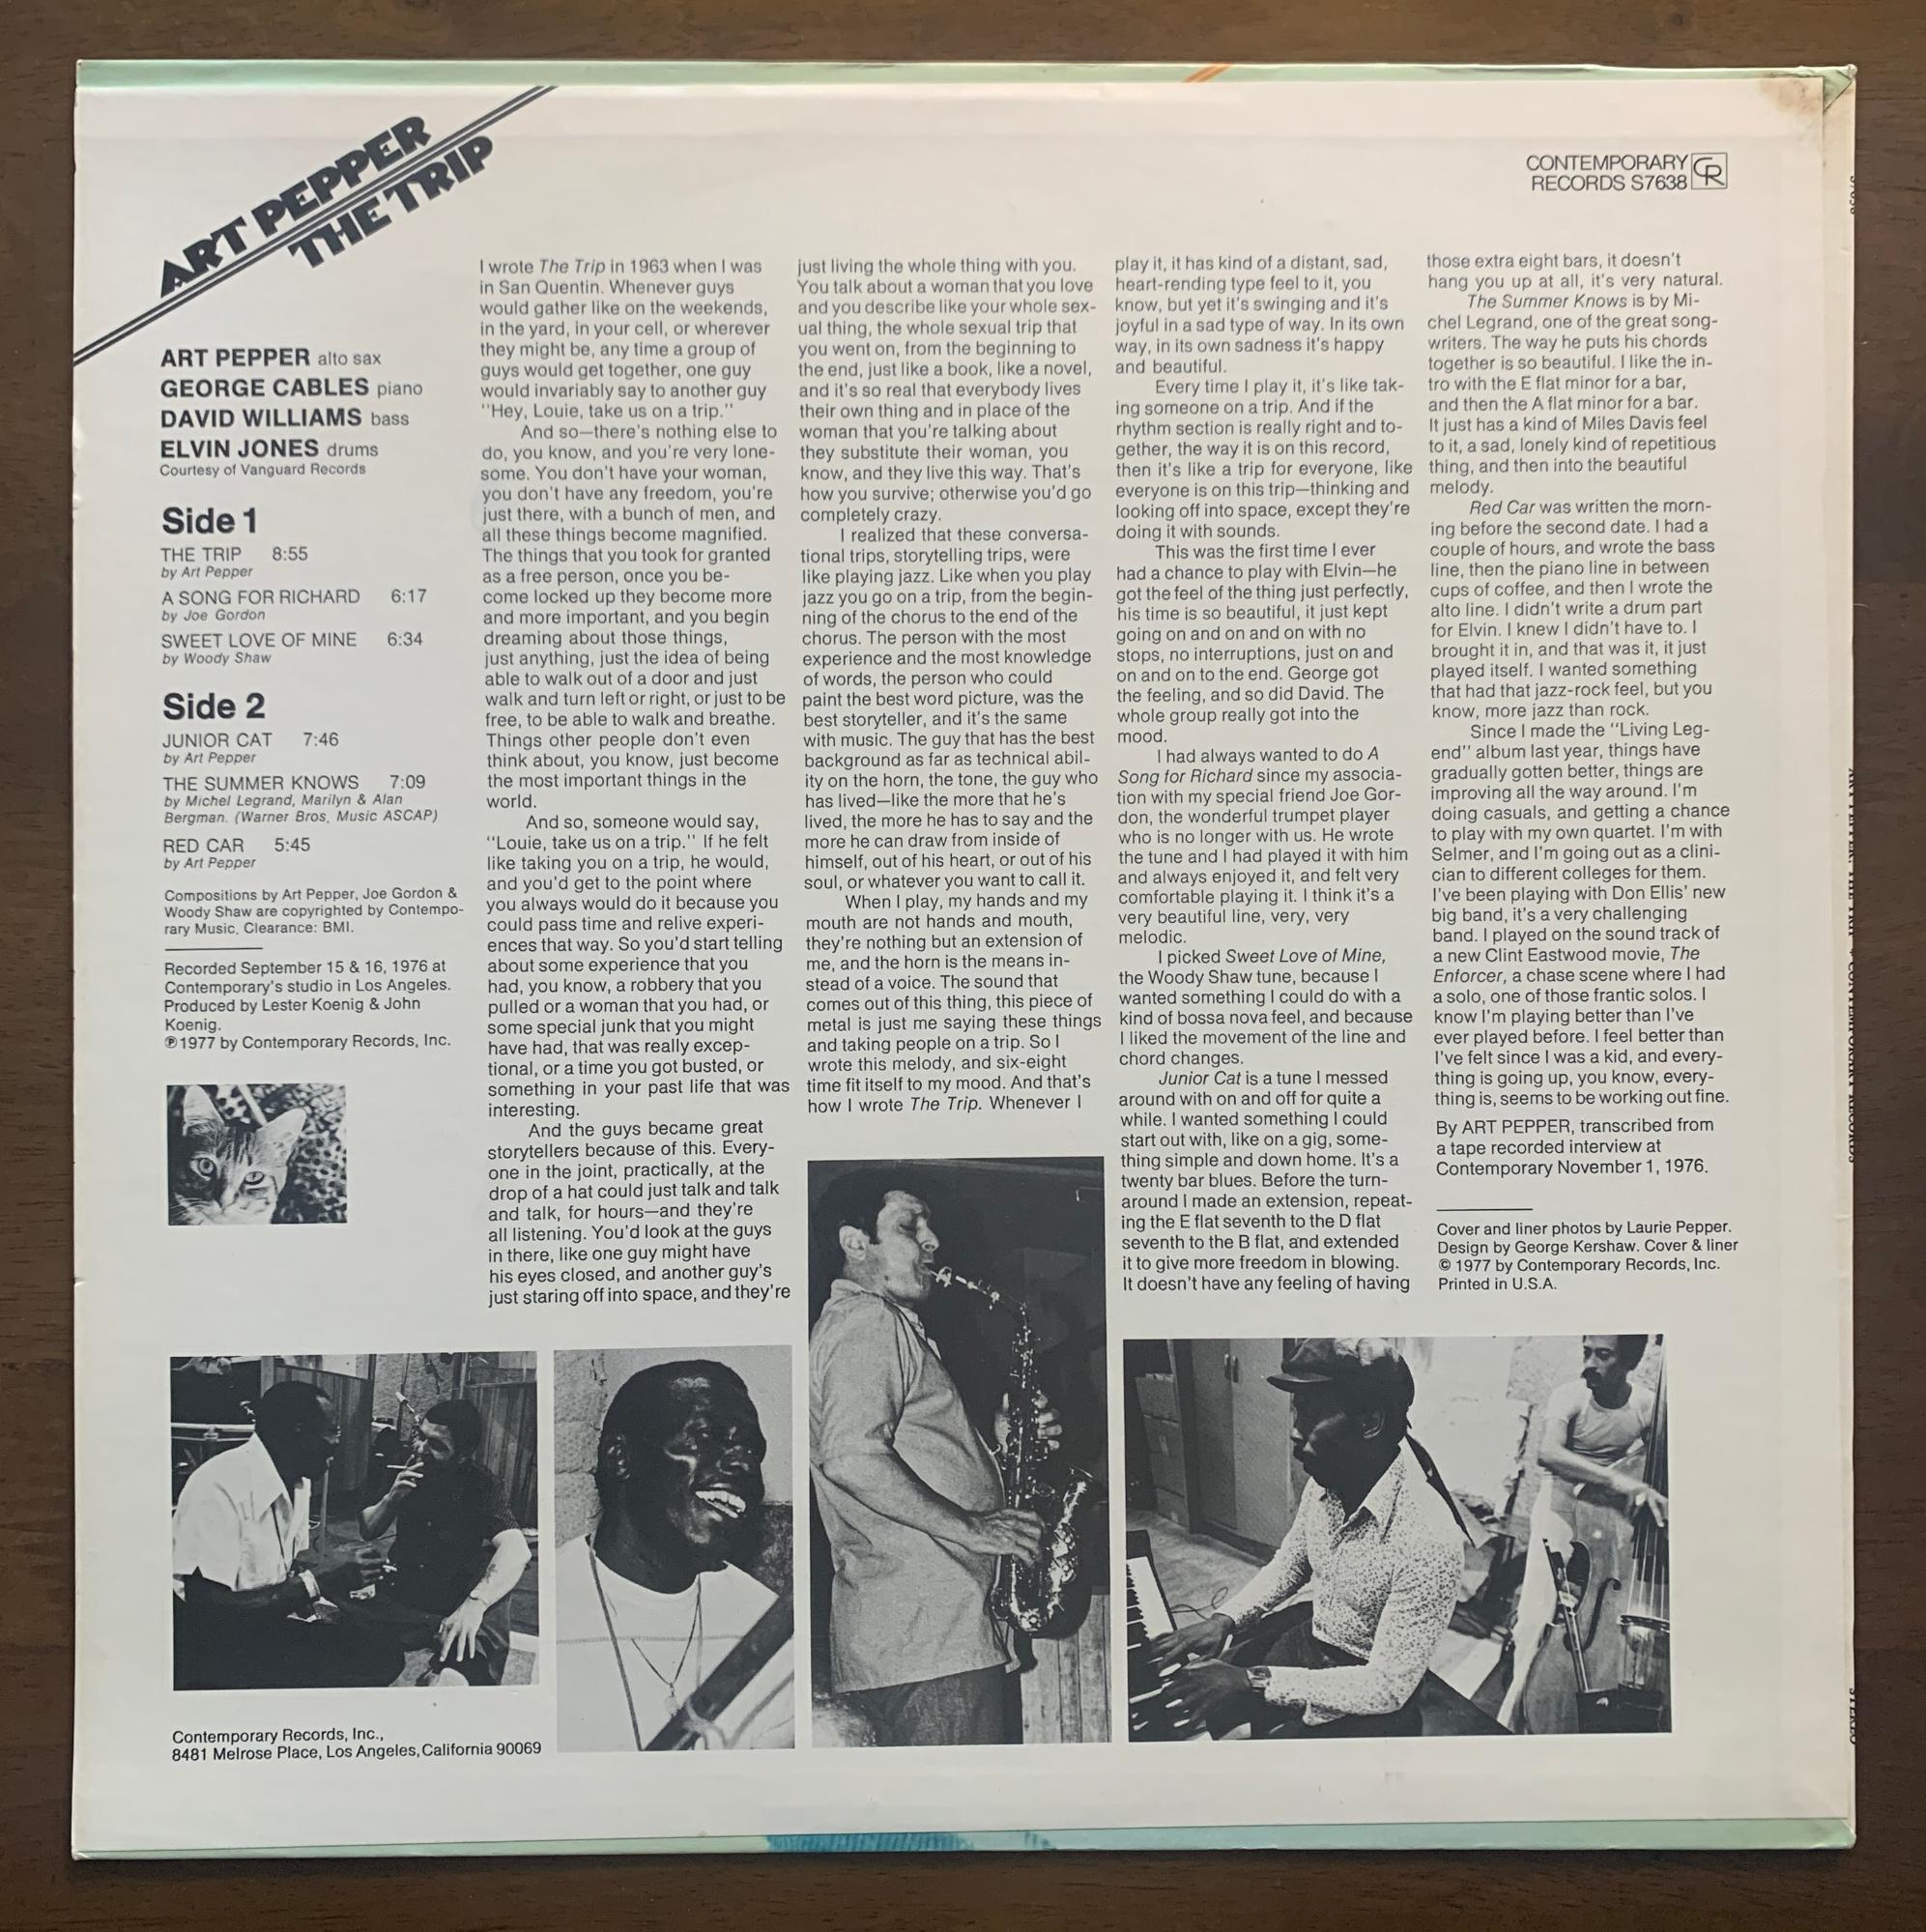 ART PEPPER
THE TRIP
CONTEMPORARY
RECORDS S7638 CR
ART PEPPER alto sax
GEORGE CABLES piano
DAVID WILLIAMS bass
ELVIN JONES drums
Courtesy of Vanguard Records
Side 1
THE TRIP 8:55
by Art Pepper
A SONG FOR RICHARD 6:17
by Joe Gordon
SWEET LOVE OF MINE 6:34
by Woody Shaw
Side 2
JUNIOR CAT 7:46
by Art Pepper
THE SUMMER KNOWS 7:09
by Michel Legrand, Marilyn & Alan
Bergman. (Warner Bros. Music ASCAP)
RED CAR 5:45
by Art Pepper
Compositions by Art Pepper, Joe Gordon &
Woody Shaw are copyrighted by Contempo-
rary Music. Clearance: BMI.
Recorded September 15 & 16, 1976 at
Contemporary's studio in Los Angeles.
Produced by Lester Koenig & John
Koenig.
℗1977 by Contemporary Records, Inc.
I wrote The Trip in 1963 when I was
in San Quentin. Whenever guys
would gather like on the weekends,
in the yard, in your cell, or wherever
they might be, any time a group of
guys would get together, one guy
would invariably say to another guy
"Hey, Louie, take us on a trip."
And so—there's nothing else to
do, you know, and you're very lone-
some. You don't have your woman,
you don't have any freedom, you're
just there, with a bunch of men, and
all these things become magnified.
The things that you took for granted
as a free person, once you be-
come locked up they become more
and more important, and you begin
dreaming about those things,
just anything, just the idea of being
able to walk out of a door and just
walk and turn left or right, or just to be
free, to be able to walk and breathe.
Things other people don't even
think about, you know, just become
the most important things in the
world.
And so, someone would say,
"Louie, take us on a trip." If he felt
like taking you on a trip, he would,
and you'd get to the point where
you always would do it because you
could pass time and relive experi-
ences that way. So you'd start telling
about some experience that you
had, you know, a robbery that you
pulled or a woman that you had, or
some special junk that you might
have had, that was really excep-
tional, or a time you got busted, or
something in your past life that was
interesting.
And the guys became great
storytellers because of this. Every-
one in the joint, practically, at the
drop of a hat could just talk and talk
and talk, for hours—and they're
all listening. You'd look at the guys
in there, like one guy might have
his eyes closed, and another guy's
just staring off into space, and they're
just living the whole thing with you.
You talk about a woman that you love
and you describe like your whole sex-
ual thing, the whole sexual trip that
you went on, from the beginning to
the end, just like a book, like a novel,
and it's so real that everybody lives
their own thing and in place of the
woman that you're talking about
they substitute their woman, you
know, and they live this way. That's
how you survive; otherwise you'd go
completely crazy.
I realized that these conversa-
tional trips, storytelling trips, were
like playing jazz. Like when you play
jazz you go on a trip, from the begin-
ning of the chorus to the end of the
chorus. The person with the most
experience and the most knowledge
of words, the person who could
paint the best word picture, was the
best storyteller, and it's the same
with music. The guy that has the best
background as far as technical abil-
ity on the horn, the tone, the guy who
has lived—like the more that he's
lived, the more he has to say and the
more he can draw from inside of
himself, out of his heart, or out of his
soul, or whatever you want to call it.
When I play, my hands and my
mouth are not hands and mouth,
they're nothing but an extension of
me, and the horn is the means in-
stead of a voice. The sound that
comes out of this thing, this piece of
metal is just me saying these things
and taking people on a trip. So I
wrote this melody, and six-eight
time fit itself to my mood. And that's
how I wrote The Trip. Whenever I
play it, it has kind of a distant, sad,
heart-rending type feel to it, you
know, but yet it's swinging and it's
joyful in a sad type of way. In its own
way, in its own sadness it's happy
and beautiful.
Every time I play it, it's like tak-
ing someone on a trip. And if the
rhythm section is really right and to-
gether, the way it is on this record,
then it's like a trip for everyone, like
everyone is on this trip—thinking and
looking off into space, except they're
doing it with sounds.
This was the first time I ever
had a chance to play with Elvin—he
got the feel of the thing just perfectly,
his time is so beautiful, it just kept
going on and on and on with no
stops, no interruptions, just on and
on and on to the end. George got
the feeling, and so did David. The
whole group really got into the
mood.
I had always wanted to do A
Song for Richard since my associa-
tion with my special friend Joe Gor-
don, the wonderful trumpet player
who is no longer with us. He wrote
the tune and I had played it with him
and always enjoyed it, and felt very
comfortable playing it. I think it's a
very beautiful line, very, very
melodic.
I picked Sweet Love of Mine,
the Woody Shaw tune, because I
wanted something I could do with a
kind of bossa nova feel, and because
I liked the movement of the line and
chord changes.
Junior Cat is a tune I messed
around with on and off for quite a
while. I wanted something I could
start out with, like on a gig, some-
thing simple and down home. It's a
twenty bar blues. Before the turn-
around I made an extension, repeat-
ing the E flat seventh to the D flat
seventh to the B flat, and extended
it to give more freedom in blowing.
It doesn't have any feeling of having
those extra eight bars, it doesn't
hang you up at all, it's very natural.
The Summer Knows is by Mi-
chel Legrand, one of the great song-
writers. The way he puts his chords
together is so beautiful. I like the in-
tro with the E flat minor for a bar,
and then the A flat minor for a bar.
It just has a kind of Miles Davis feel
to it, a sad, lonely kind of repetitious
thing, and then into the beautiful
melody.
Red Car was written the morn-
ing before the second date. I had a
couple of hours, and wrote the bass
line, then the piano line in between
cups of coffee, and then I wrote the
alto line. I didn't write a drum part
for Elvin. I knew I didn't have to. I
brought it in, and that was it, it just
played itself. I wanted something
that had that jazz-rock feel, but you
know, more jazz than rock.
Since I made the "Living Leg-
end" album last year, things have
gradually gotten better, things are
improving all the way around. I'm
doing casuals, and getting a chance
to play with my own quartet. I'm with
Selmer, and I'm going out as a clini-
cian to different colleges for them.
I've been playing with Don Ellis' new
big band, it's a very challenging
band. I played on the sound track of
a new Clint Eastwood movie, The
Enforcer, a chase scene where I had
a solo, one of those frantic solos. I
know I'm playing better than I've
ever played before. I feel better than
I've felt since I was a kid, and every-
thing is going up, you know, every-
thing is, seems to be working out fine.
By ART PEPPER, transcribed from
a tape recorded interview at
Contemporary November 1, 1976.
Cover and liner photos by Laurie Pepper.
Design by George Kershaw. Cover & liner
© 1977 by Contemporary Records, Inc.
Printed in U.S.A.
Contemporary Records, Inc.,
8481 Melrose Place, Los Angeles, California 90069